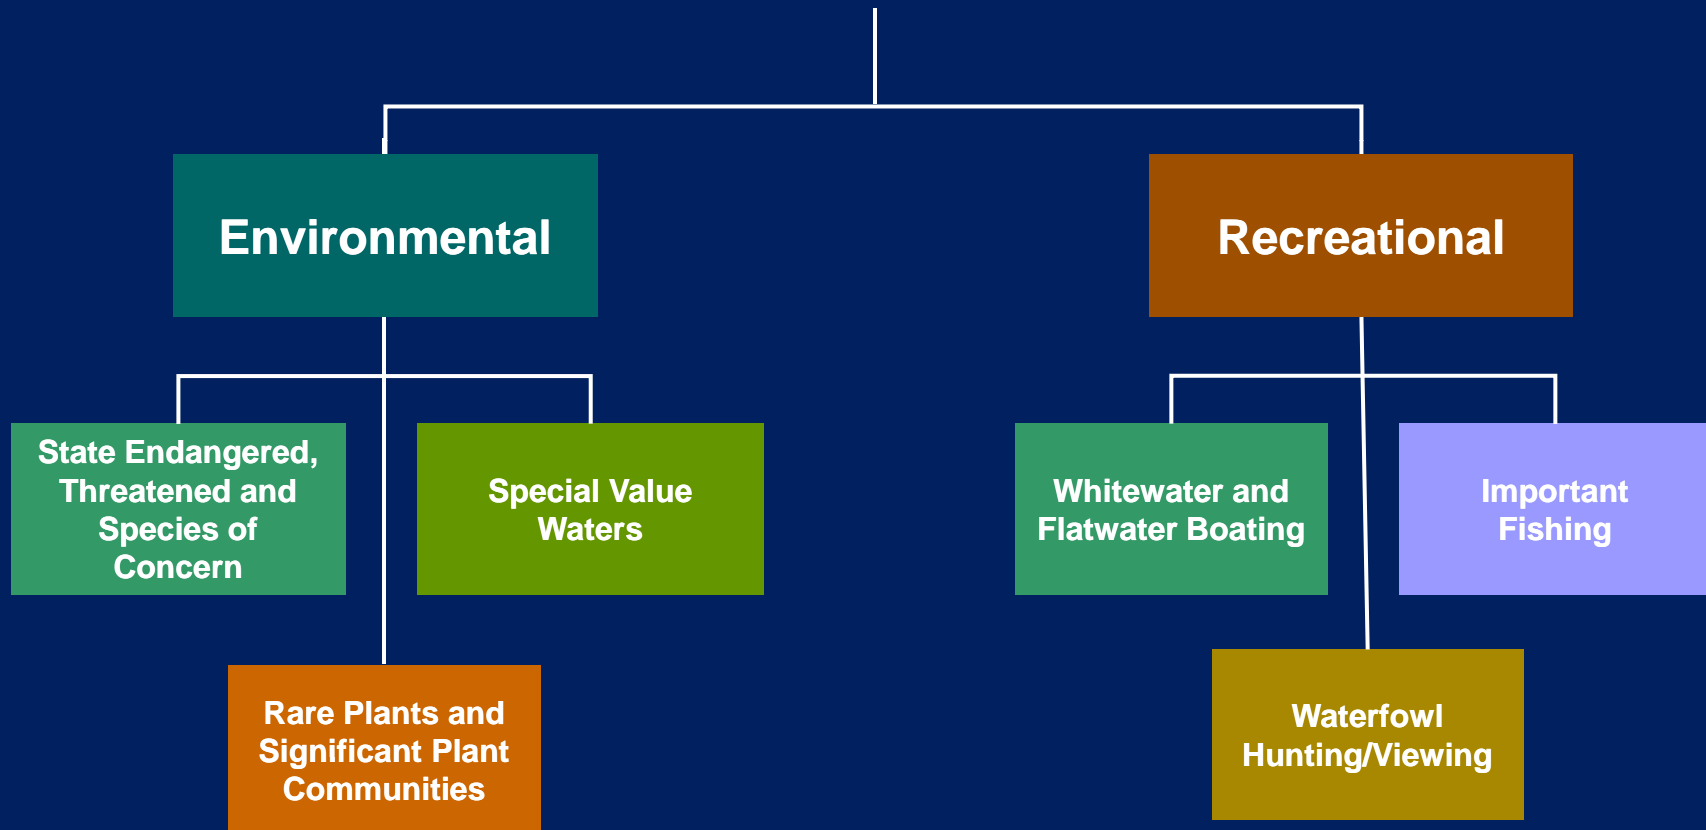 Environmental
Recreational
State Endangered,
Threatened and
Species of
Concern
Special Value
Waters
Whitewater and
Flatwater Boating
Important
Fishing
Rare Plants and
Significant Plant
Communities
Waterfowl
Hunting/Viewing